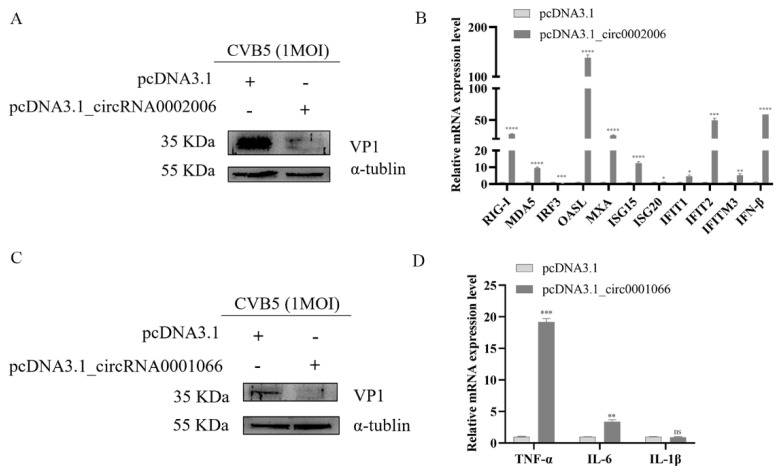 A
CVB5 (1MOI)
pcDNA3.1 + -
pcDNA3.1_circRNA0002006 - +
35 KDa VP1
55 KDa α-tublin
B
pcDNA3.1
pcDNA3.1_circ0002006
Relative mRNA expression level
200
150
100
50
20
10
0
**** **** *** **** **** **** * * *** ** ****
RIG-I MDA5 IRF3 OASL MXA ISG15 ISG20 IFIT1 IFIT2 IFITM3 IFN-β
C
CVB5 (1MOI)
pcDNA3.1 + -
pcDNA3.1_circRNA0001066 - +
35 KDa VP1
55 KDa α-tublin
D
pcDNA3.1
pcDNA3.1_circ0001066
Relative mRNA expression level
25
20
15
10
5
0
*** ** ns
TNF-α IL-6 IL-1β